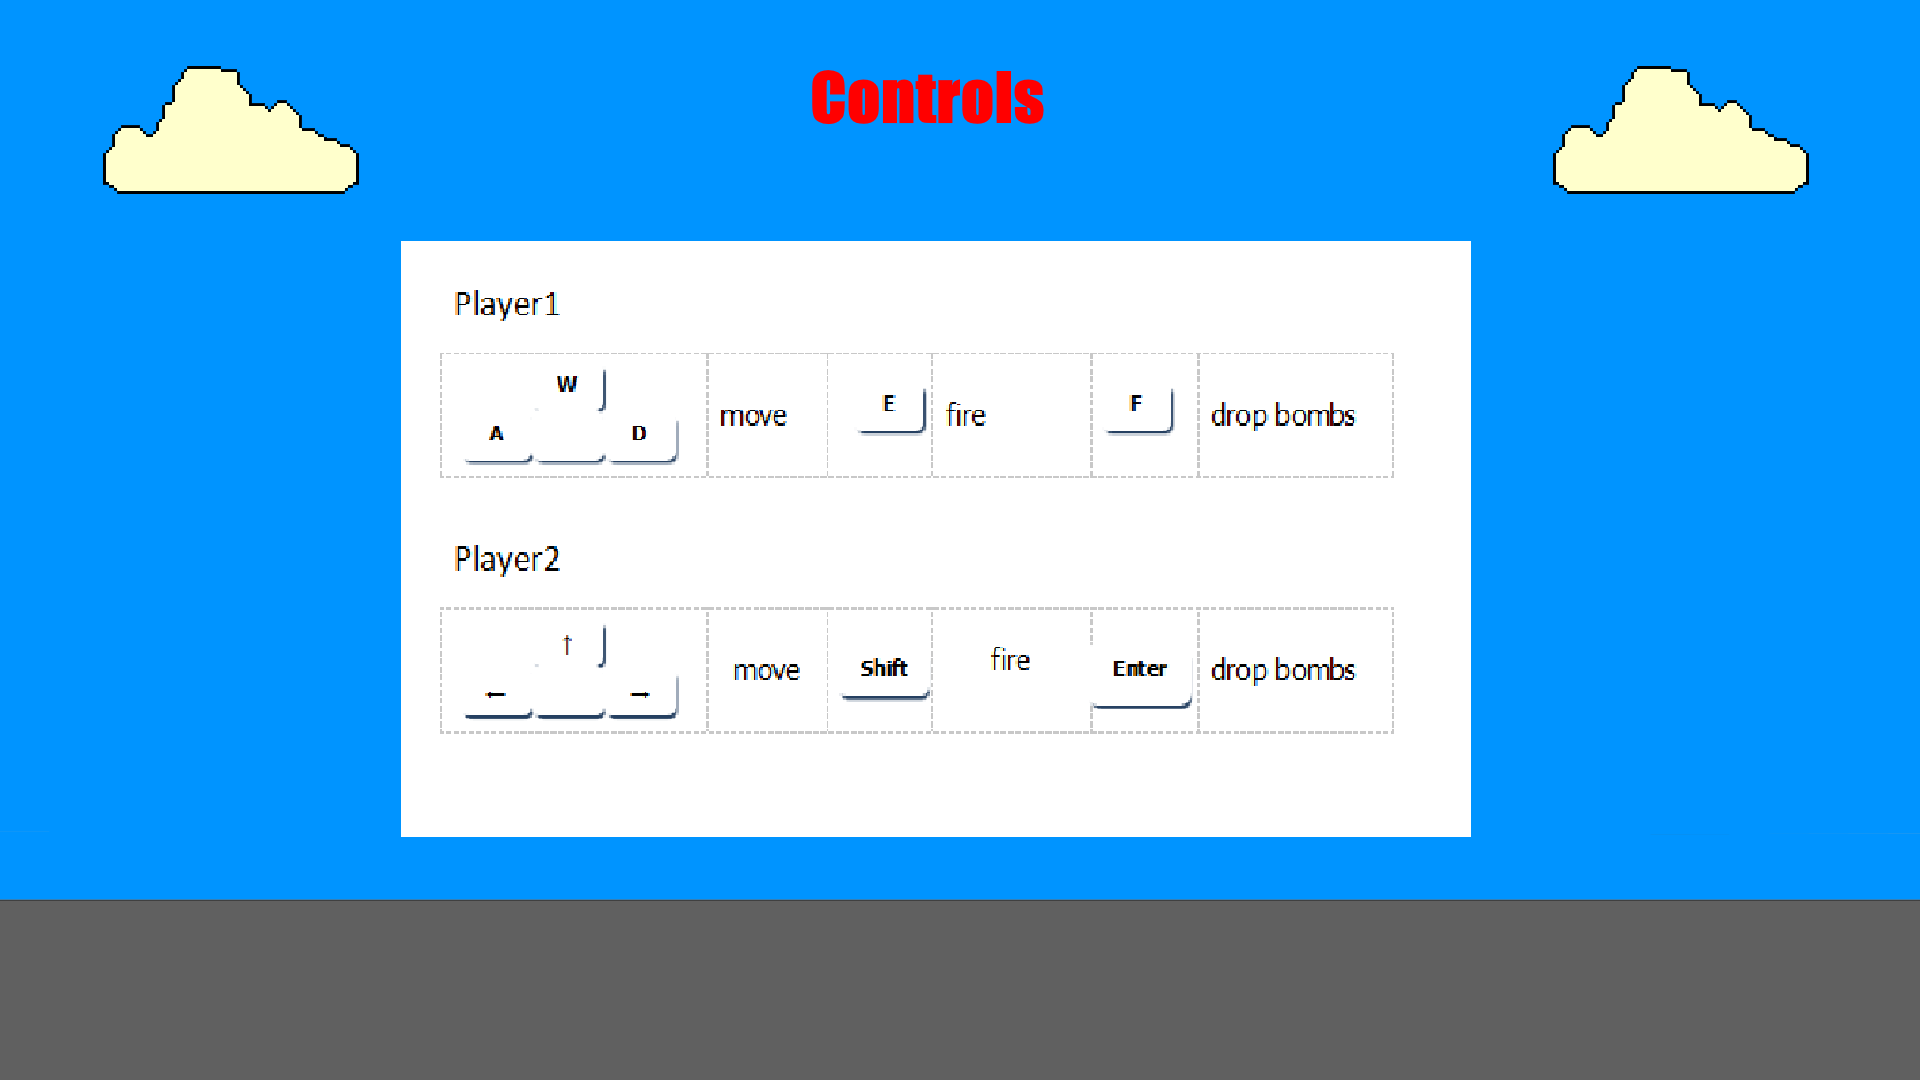 Controls
Player1
W
A D move E fire F drop bombs
Player2
↑
← → move Shift fire Enter drop bombs